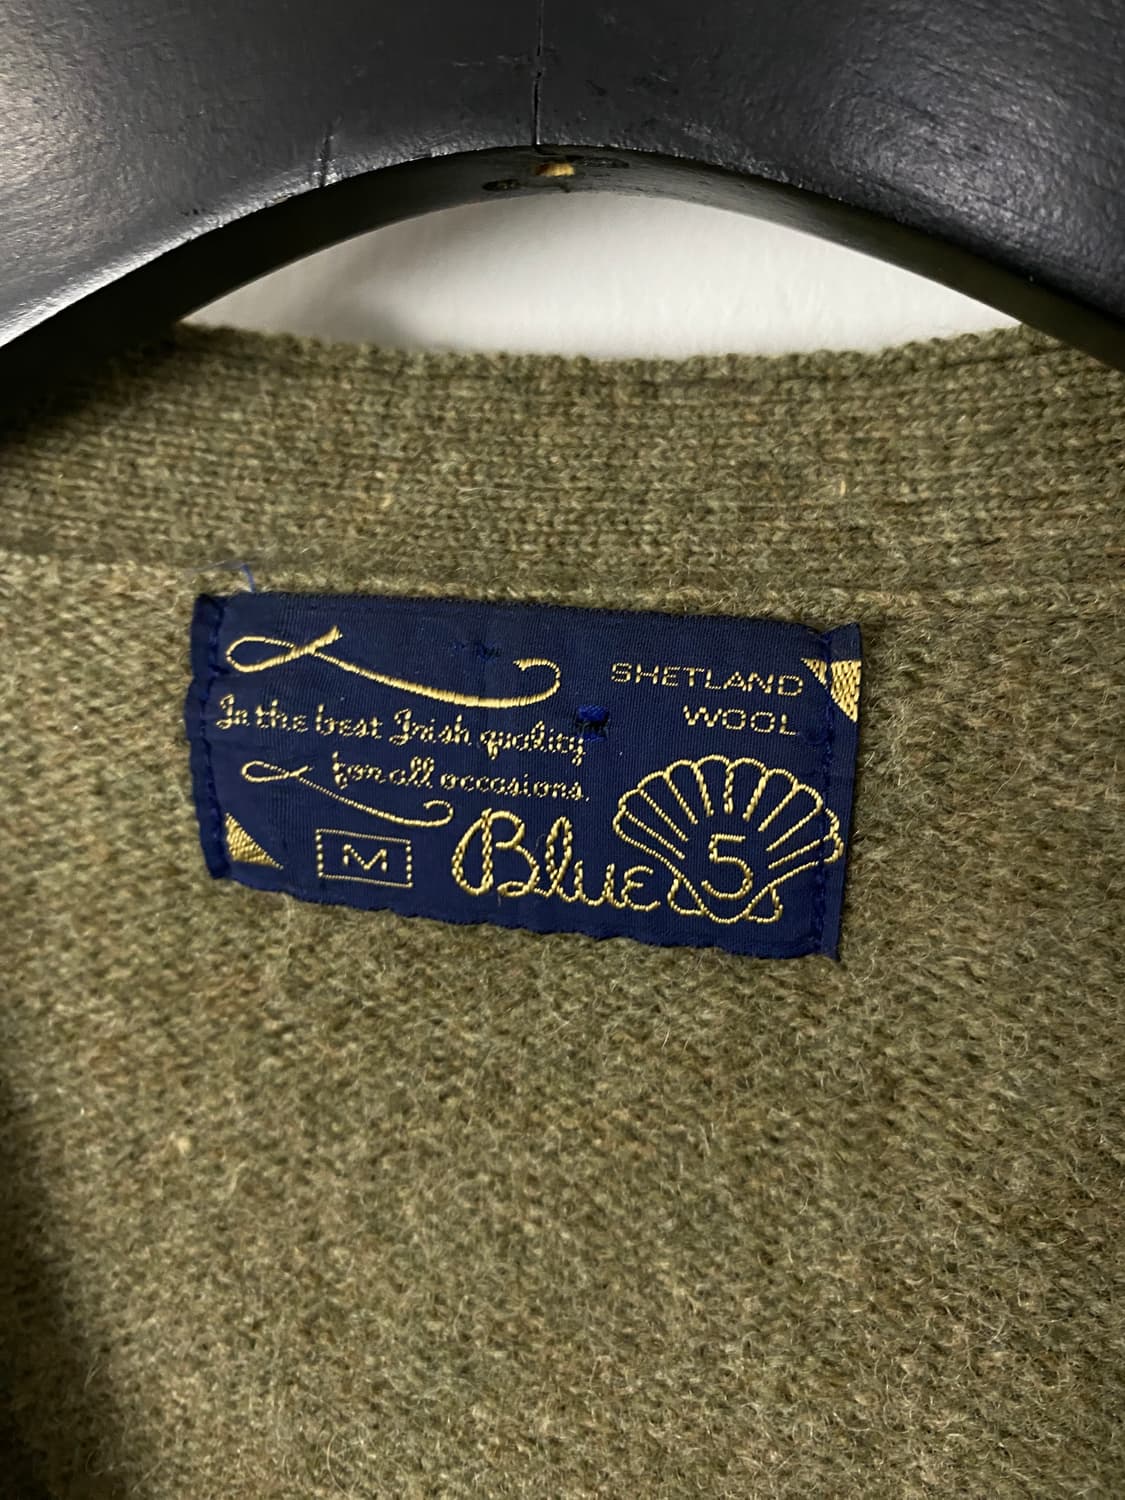 In the best Irish quality
for all occasions.
SHETLAND
WOOL
M
Blue
5